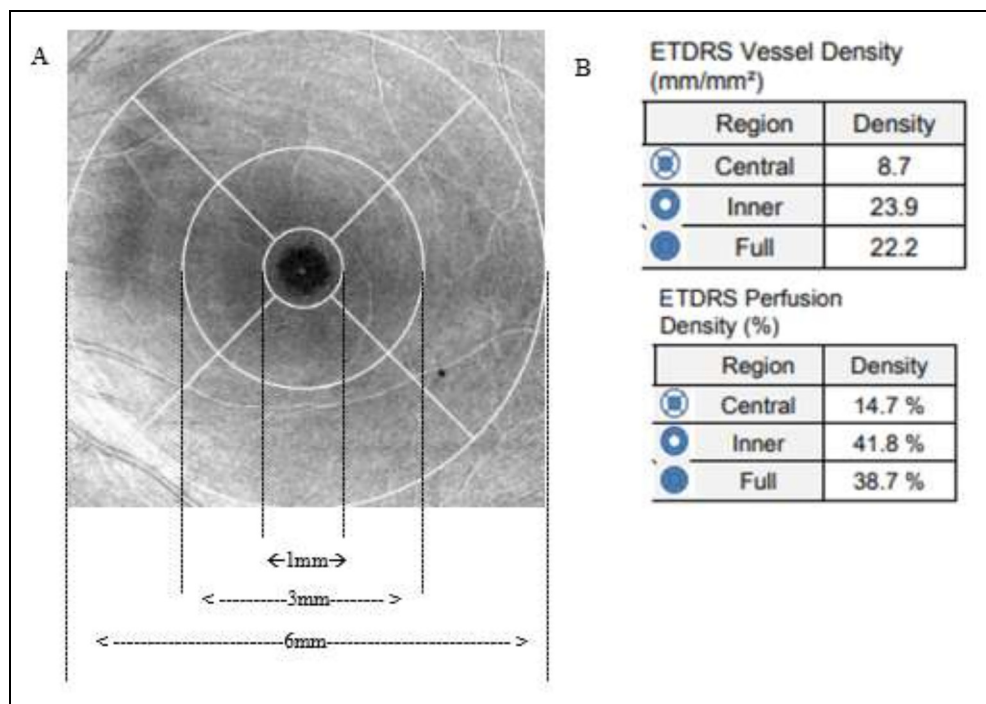 A
B
ETDRS Vessel Density
(mm/mm²)
Region Density
Central 8.7
Inner 23.9
Full 22.2
ETDRS Perfusion
Density (%)
Region Density
Central 14.7 %
Inner 41.8 %
Full 38.7 %
←1mm→
< ----------------3mm--------------- >
< ------------------------------------6mm------------------------------------ >